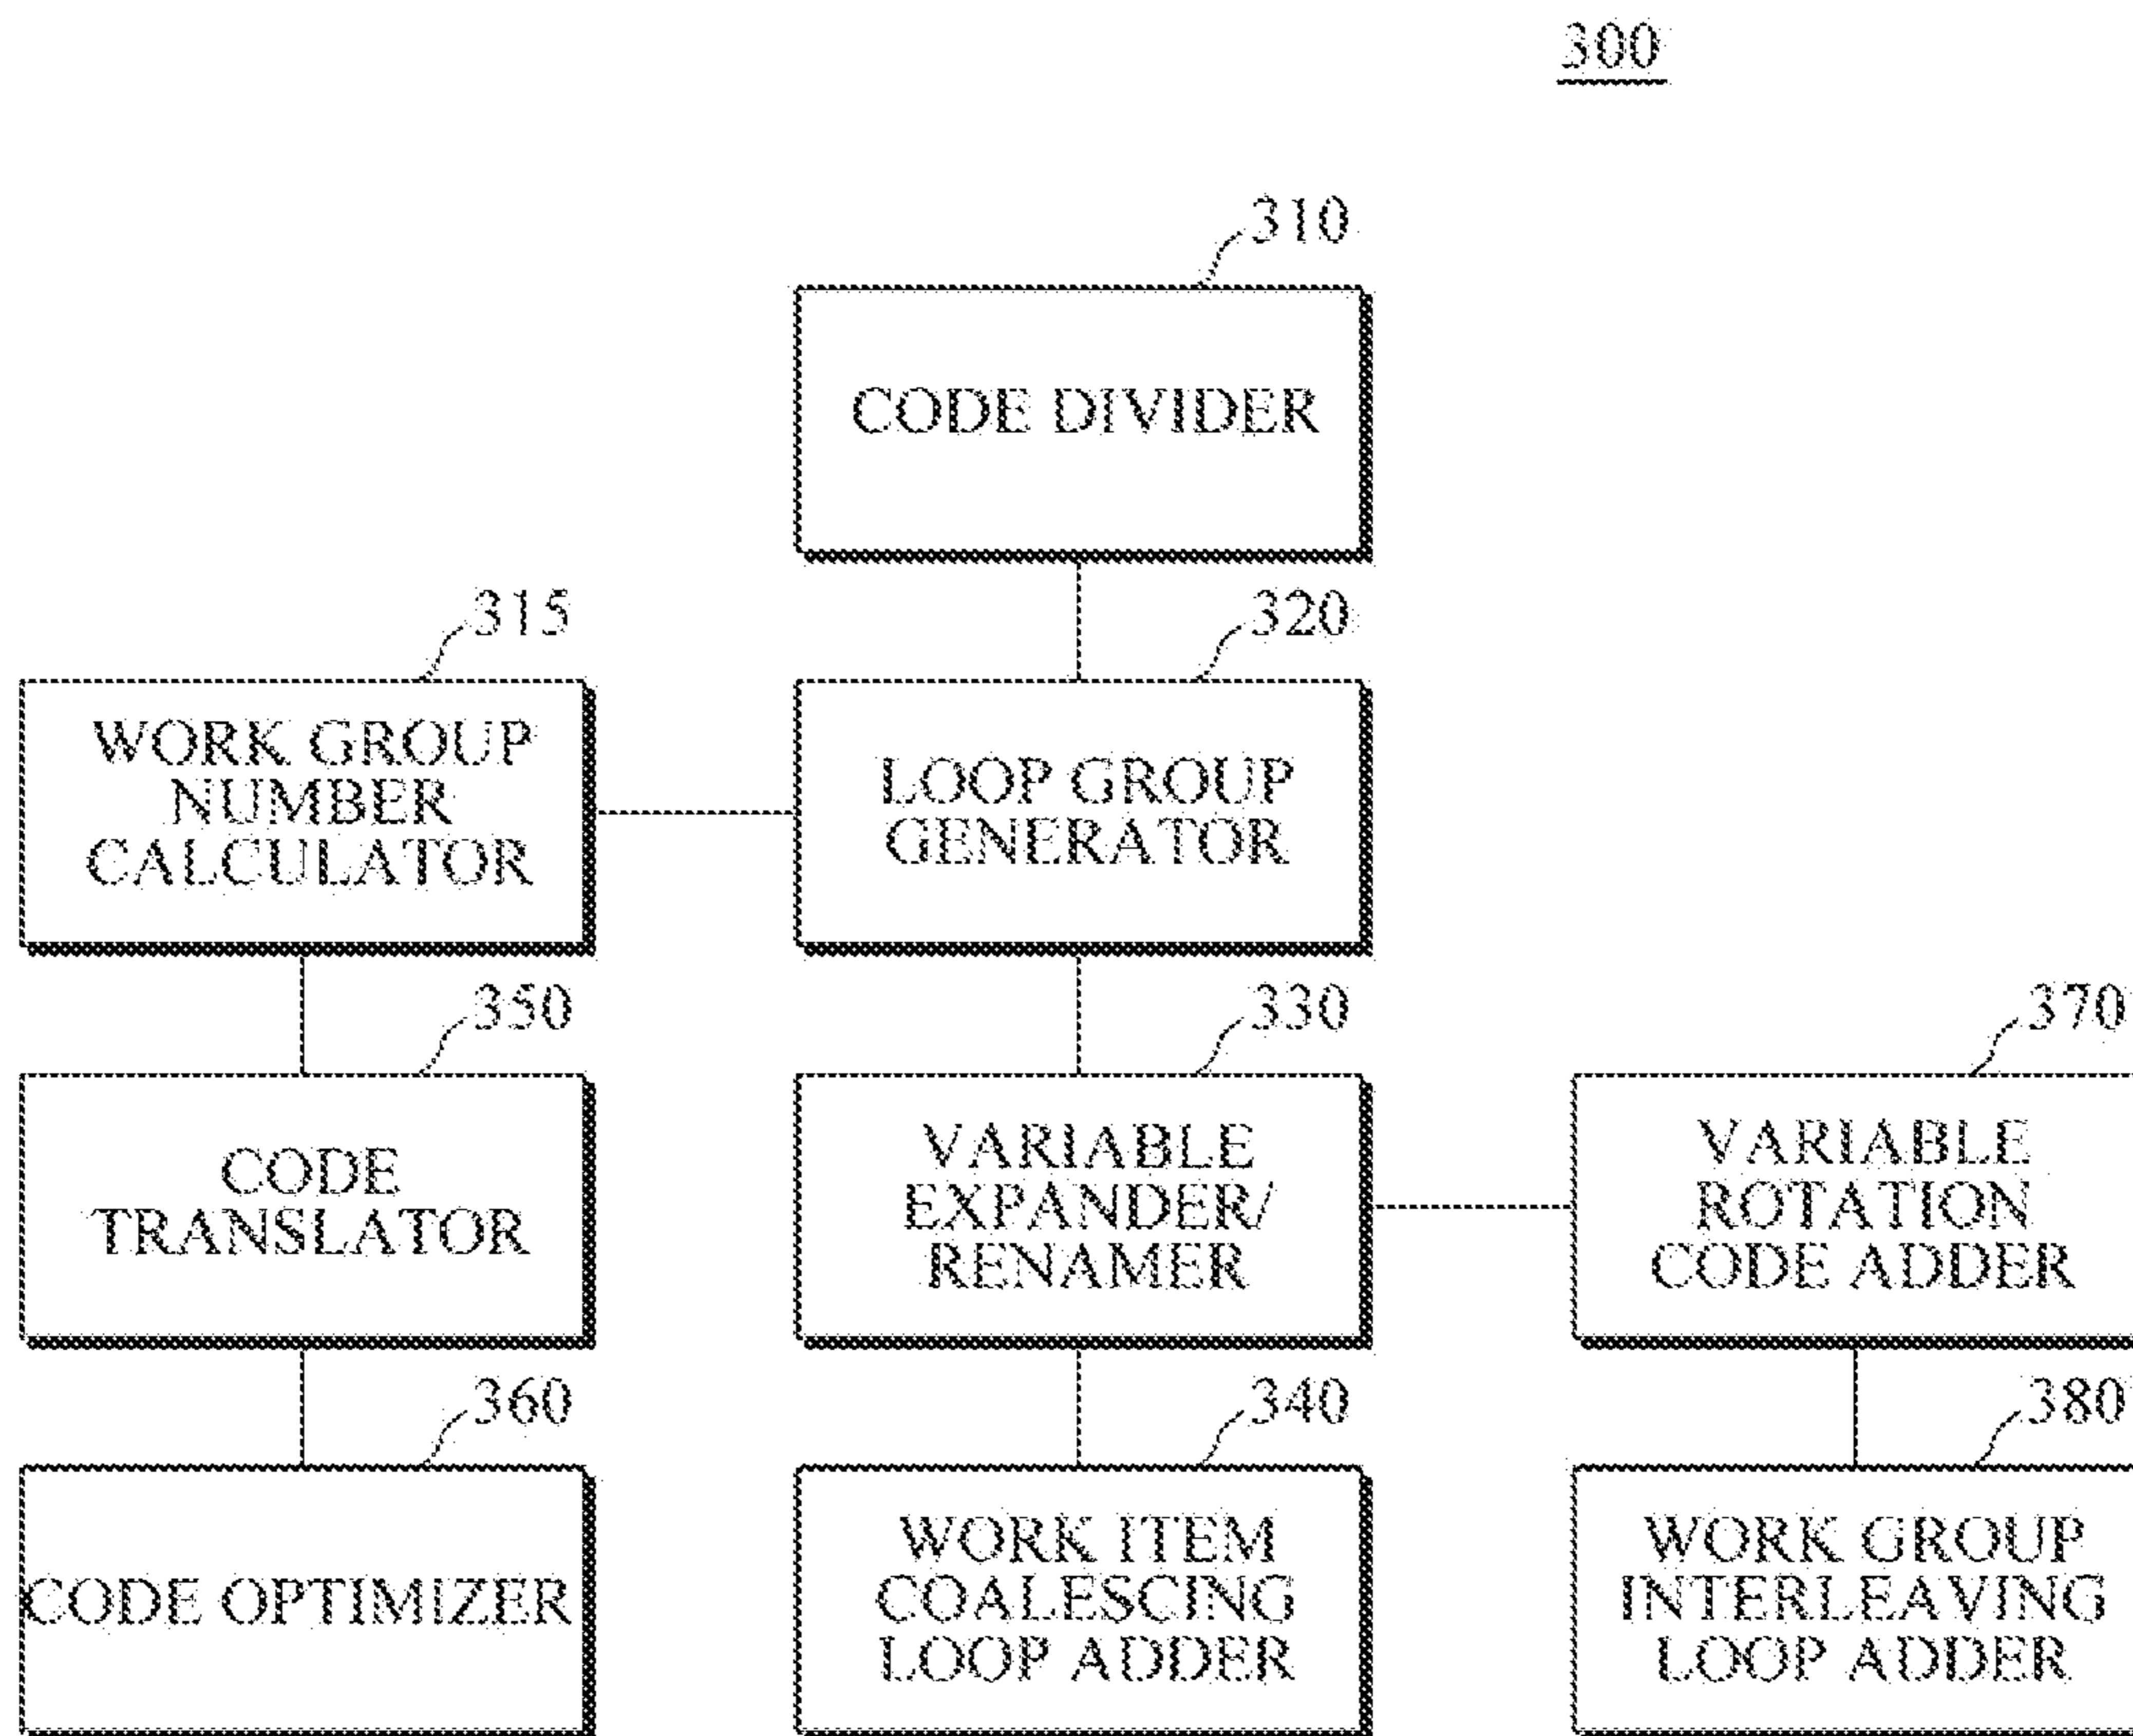 300
310
CODE DIVIDER
315
320
WORK GROUP
NUMBER
CALCULATOR
LOOP GROUP
GENERATOR
350
330
370
CODE
TRANSLATOR
VARIABLE
EXPANDER/
RENAMER
VARIABLE
ROTATION
CODE ADDER
360
340
380
CODE OPTIMIZER
WORK ITEM
COALESCING
LOOP ADDER
WORK GROUP
INTERLEAVING
LOOP ADDER